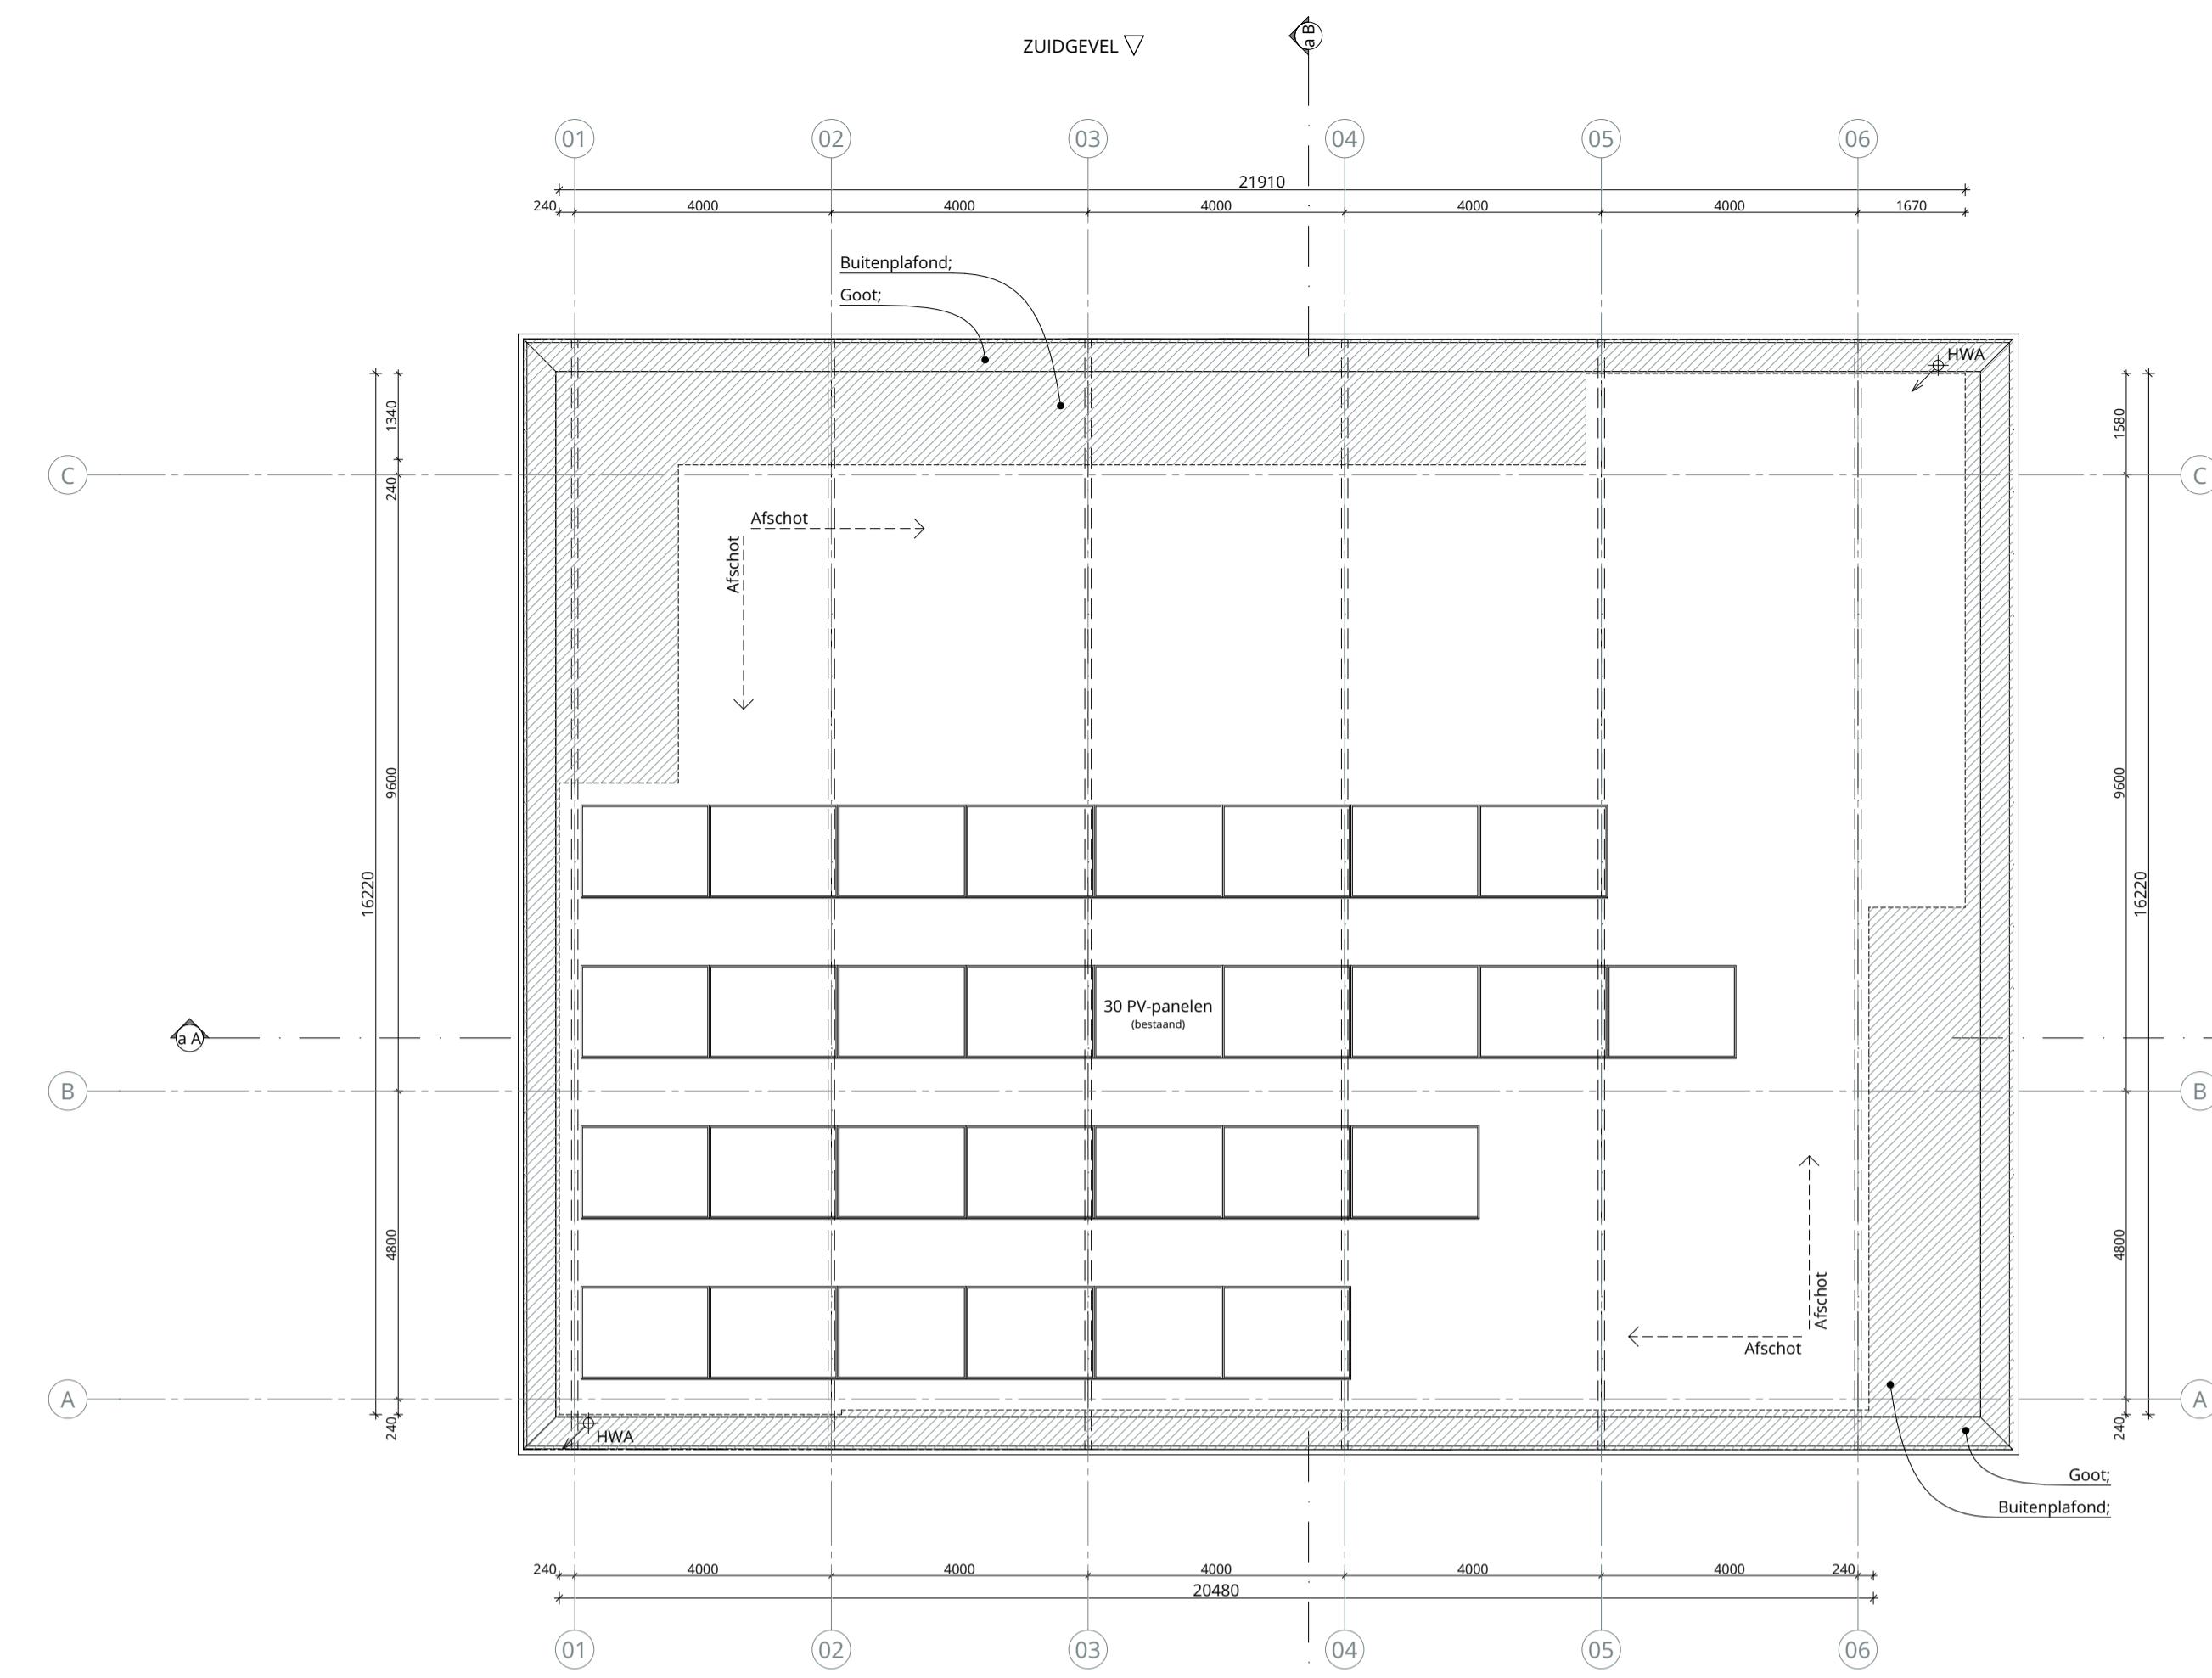 a B
ZUIDGEVEL
01 02 03 04 05 06
21910
240 4000 4000 4000 4000 4000 1670
Buitenplafond;
Goot;
HWA
1340
1580
C C
240
Afschot
Afschot
9600 9600
16220 16220
30 PV-panelen
(bestaand)
a A
B B
4800 4800
Afschot
Afschot
A A
240 240
HWA
Goot;
Buitenplafond;
240 4000 4000 4000 4000 4000 240
20480
01 02 03 04 05 06